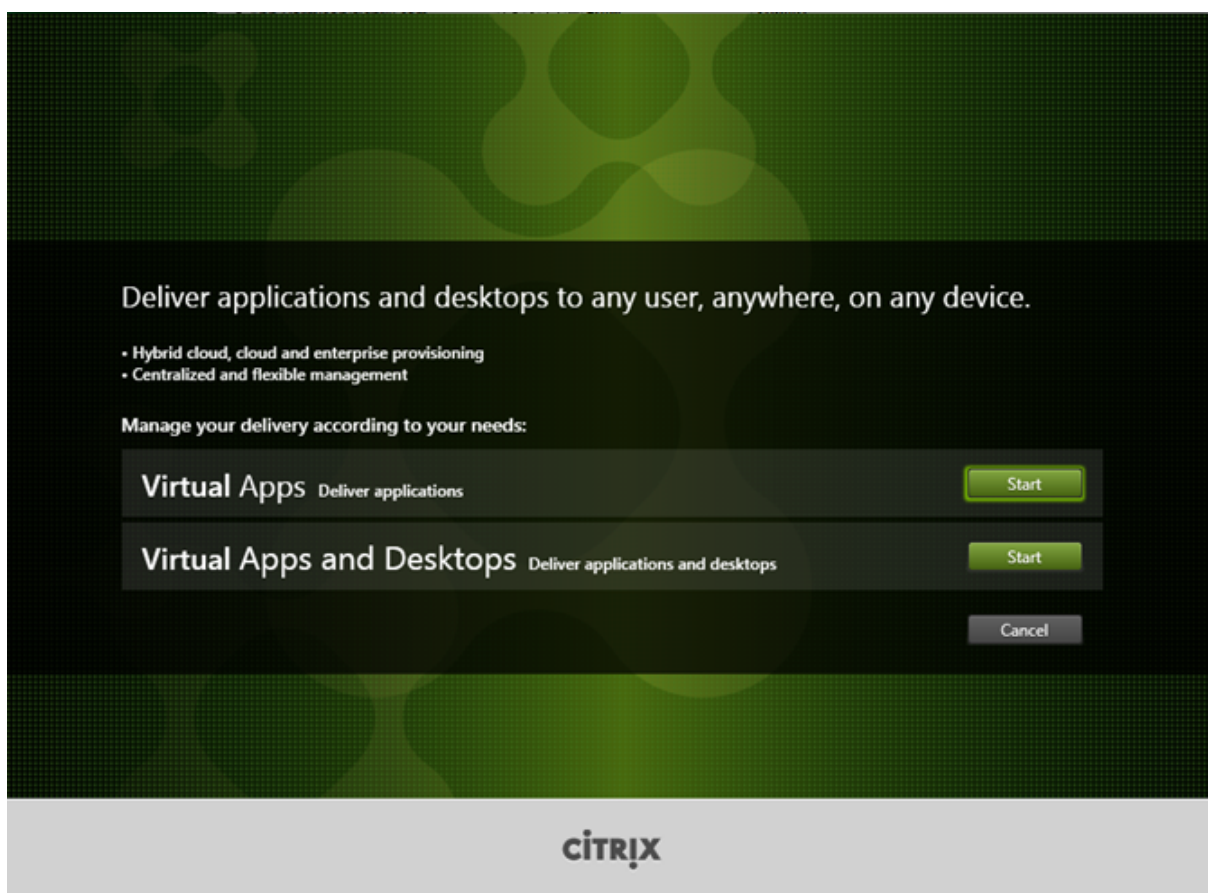 Deliver applications and desktops to any user, anywhere, on any device.
• Hybrid cloud, cloud and enterprise provisioning
• Centralized and flexible management
Manage your delivery according to your needs:
Virtual Apps Deliver applications Start
Virtual Apps and Desktops Deliver applications and desktops Start
Cancel
CİTRỊX